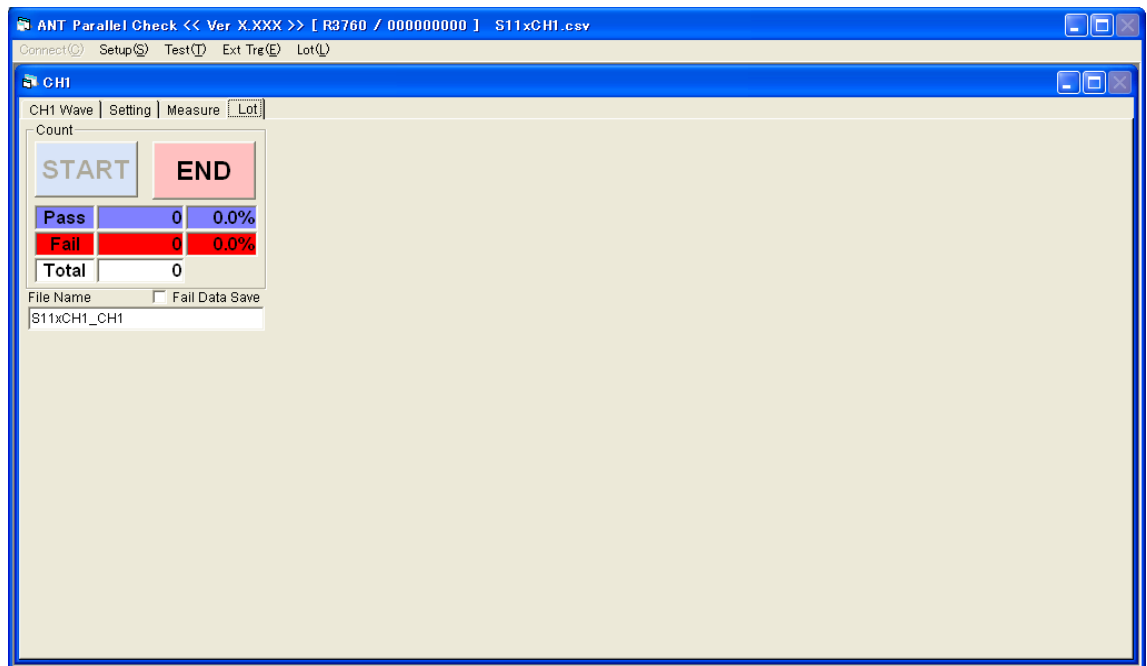 ANT Parallel Check << Ver X.XXX >> [ R3760 / 000000000 ] S11xCH1.csv
Connect(C) Setup(S) Test(T) Ext Trg(E) Lot(L)
CH1
CH1 Wave Setting Measure Lot
Count
START END
Pass 0 0.0%
Fail 0 0.0%
Total 0
File Name Fail Data Save
S11xCH1_CH1